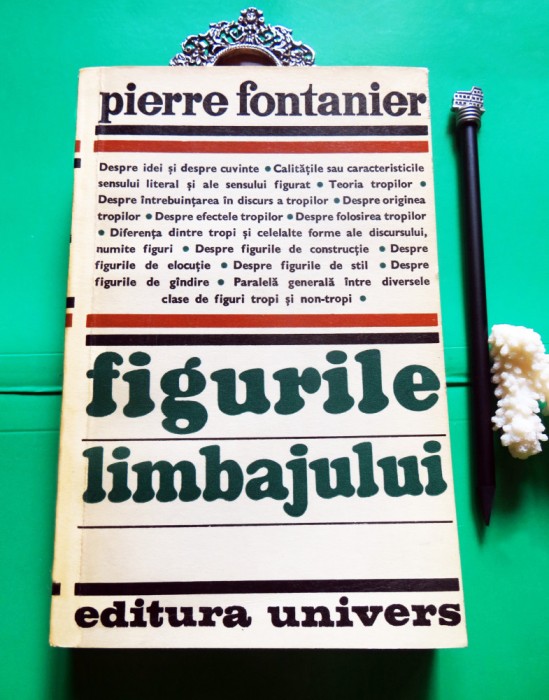 pierre fontanier
Despre idei și despre cuvinte • Calitățile sau caracteristicile
sensului literal și ale sensului figurat • Teoria tropilor •
Despre întrebuințarea în discurs a tropilor • Despre originea
tropilor • Despre efectele tropilor • Despre folosirea tropilor
• Diferența dintre tropi și celelalte forme ale discursului,
numite figuri • Despre figurile de construcție • Despre
figurile de elocuție • Despre figurile de stil • Despre
figurile de gîndire • Paralelă generală între diversele
clase de figuri tropi și non-tropi •
figurile
limbajului
editura univers